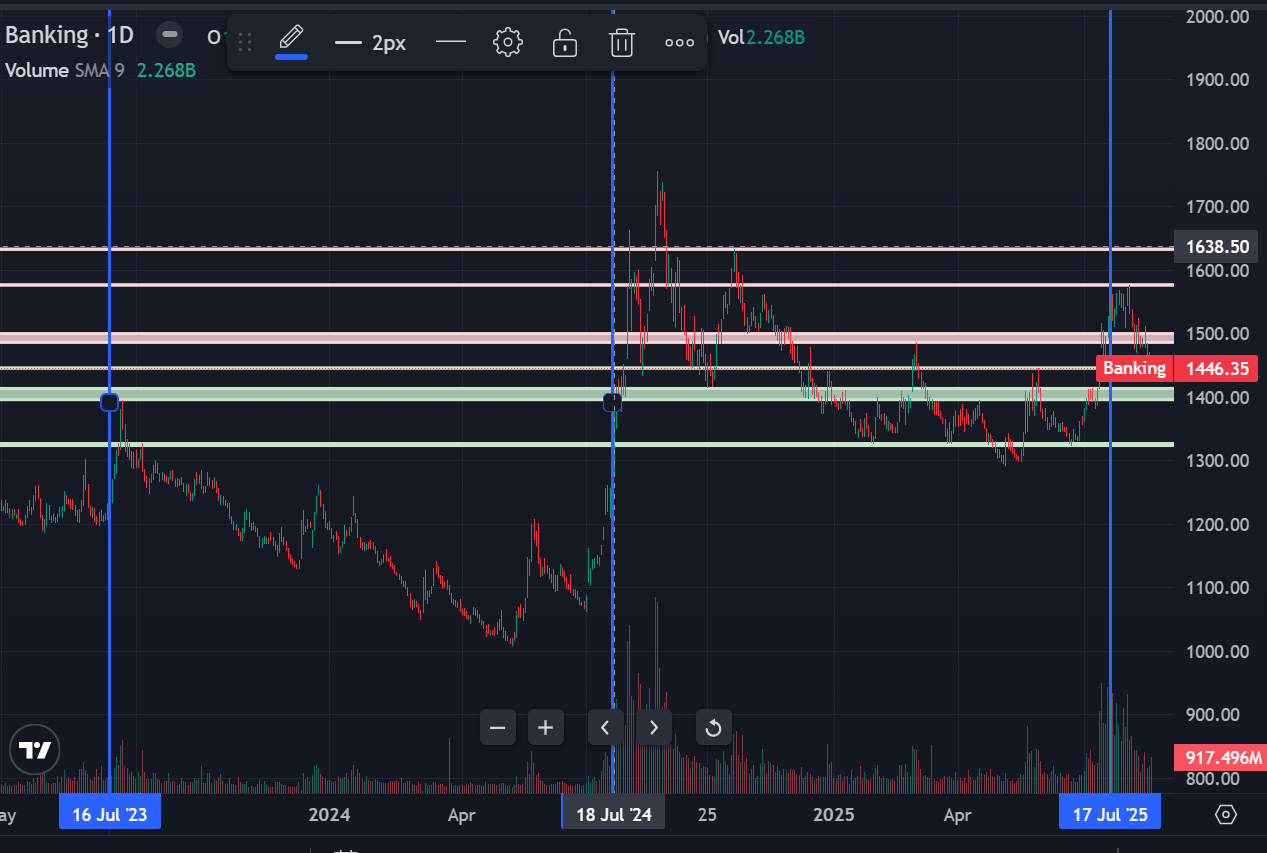 Banking · 1D
O
2px
Vol2.268B
Volume SMA 9 2.268B
2000.00
1900.00
1800.00
1700.00
1638.50
1600.00
1500.00
Banking 1446.35
1400.00
1300.00
1200.00
1100.00
1000.00
900.00
917.496M
800.00
ay
16 Jul '23
2024
Apr
18 Jul '24
25
2025
Apr
17 Jul '25